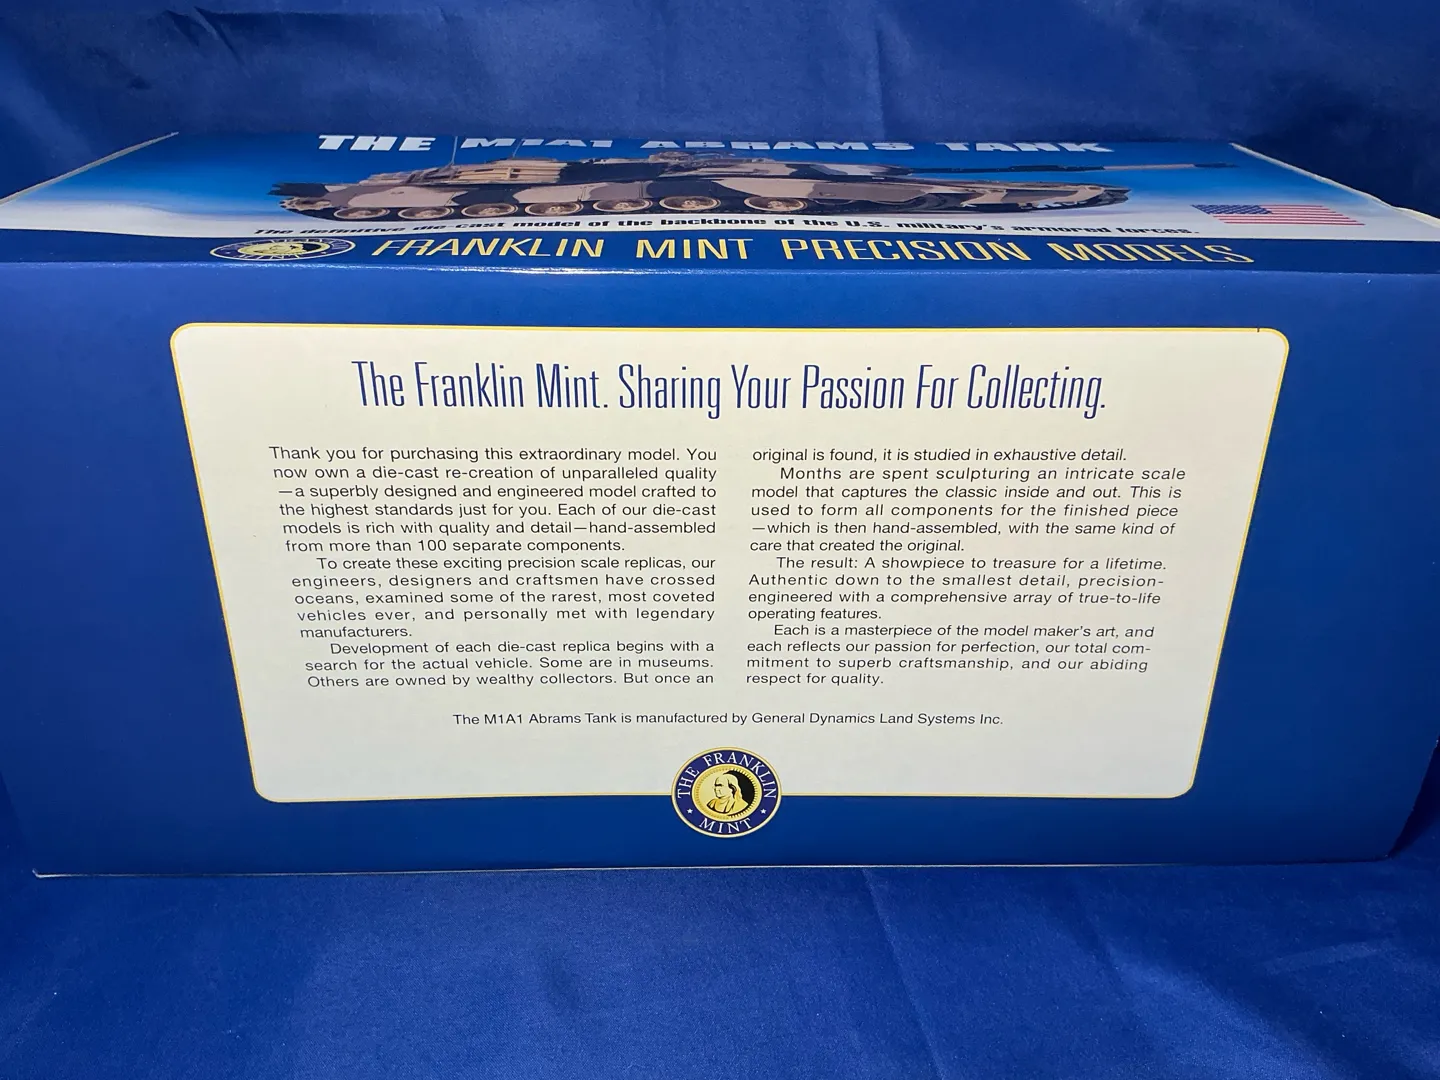 THE M1A1 ABRAMS TANK
The definitive die-cast model of the backbone of the U.S. military's armored forces.
FRANKLIN MINT PRECISION MODELS
The Franklin Mint. Sharing Your Passion For Collecting.
Thank you for purchasing this extraordinary model. You
now own a die-cast re-creation of unparalleled quality
—a superbly designed and engineered model crafted to
the highest standards just for you. Each of our die-cast
models is rich with quality and detail—hand-assembled
from more than 100 separate components.
To create these exciting precision scale replicas, our
engineers, designers and craftsmen have crossed
oceans, examined some of the rarest, most coveted
vehicles ever, and personally met with legendary
manufacturers.
Development of each die-cast replica begins with a
search for the actual vehicle. Some are in museums.
Others are owned by wealthy collectors. But once an
original is found, it is studied in exhaustive detail.
Months are spent sculpturing an intricate scale
model that captures the classic inside and out. This is
used to form all components for the finished piece
—which is then hand-assembled, with the same kind of
care that created the original.
The result: A showpiece to treasure for a lifetime.
Authentic down to the smallest detail, precision-
engineered with a comprehensive array of true-to-life
operating features.
Each is a masterpiece of the model maker's art, and
each reflects our passion for perfection, our total com-
mitment to superb craftsmanship, and our abiding
respect for quality.
The M1A1 Abrams Tank is manufactured by General Dynamics Land Systems Inc.
THE FRANKLIN
MINT